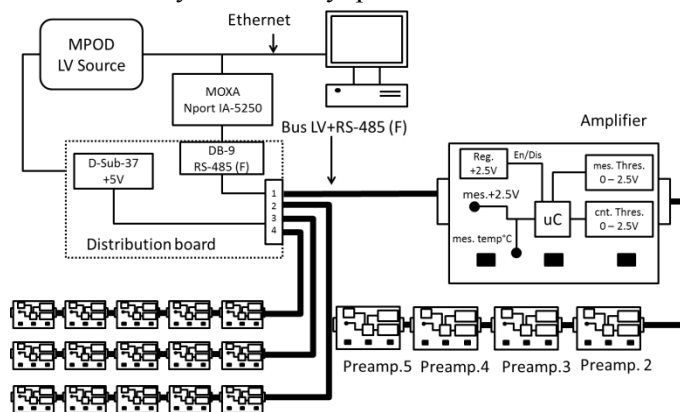 Ethernet
MPOD
LV Source
MOXA
Nport IA-5250
Bus LV+RS-485 (F)
Amplifier
D-Sub-37
+5V
DB-9
RS-485 (F)
1
2
3
4
Distribution board
Reg.
+2.5V
En/Dis
mes. Thres.
0 – 2.5V
mes.+2.5V
uC
cnt. Thres.
0 – 2.5V
mes. temp°C
Preamp.5
Preamp.4
Preamp.3
Preamp. 2